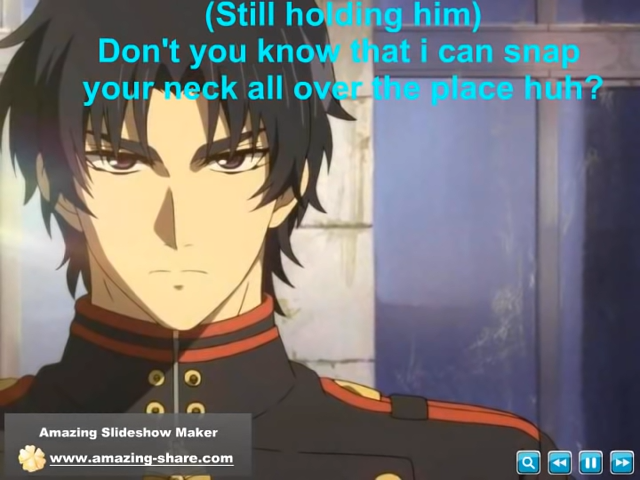 (Still holding him)
Don't you know that i can snap
your neck all over the place huh?
Amazing Slideshow Maker
www.amazing-share.com